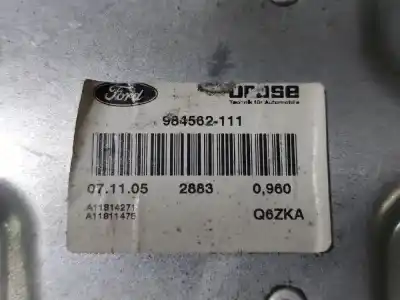 Ford
brose
Technik für Automobile
984562-111
07.11.05 2883 0,960
A11814271
A11811475
Q6ZKA